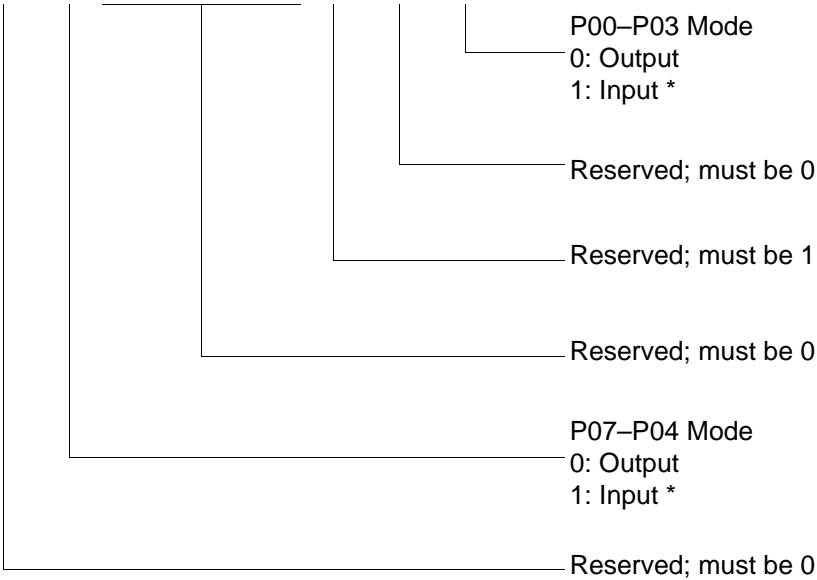 P00–P03 Mode
0: Output
1: Input *
Reserved; must be 0
Reserved; must be 1
Reserved; must be 0
P07–P04 Mode
0: Output
1: Input *
Reserved; must be 0